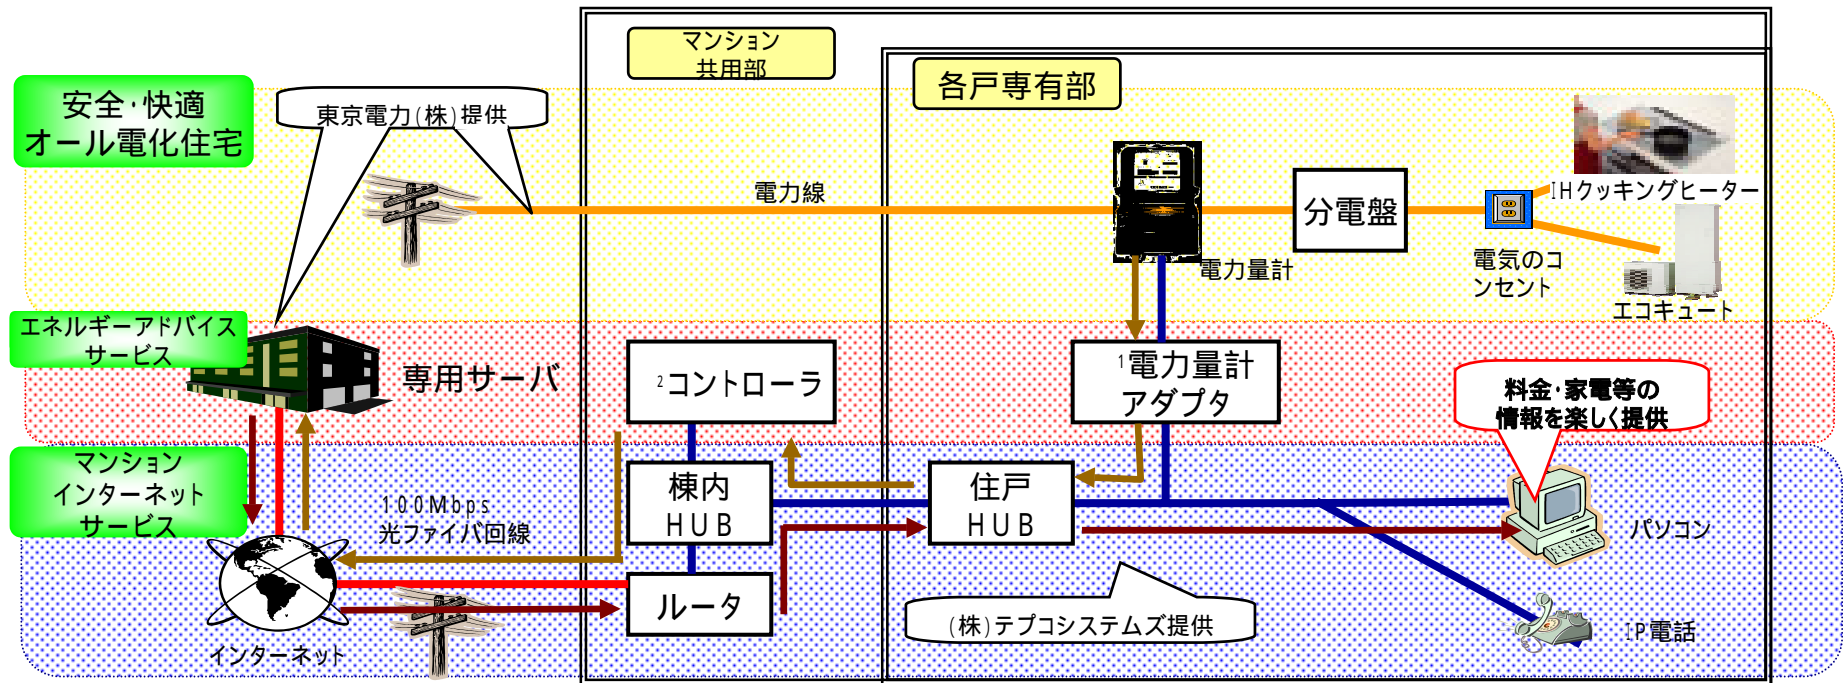 マンション
共用部
各戸専有部
安全･快適
オール電化住宅
東京電力(株)提供
電力線
分電盤
IHクッキングヒーター
電力量計
電気のコ
ンセント
エコキュート
エネルギーアドバイス
サービス
専用サーバ
2コントローラ
1電力量計
アダプタ
料金･家電等の
情報を楽しく提供
マンション
インターネット
サービス
100Mbps
光ファイバ回線
棟内
HUB
住戸
HUB
パソコン
ルータ
(株)テプコシステムズ提供
IP電話
インターネット